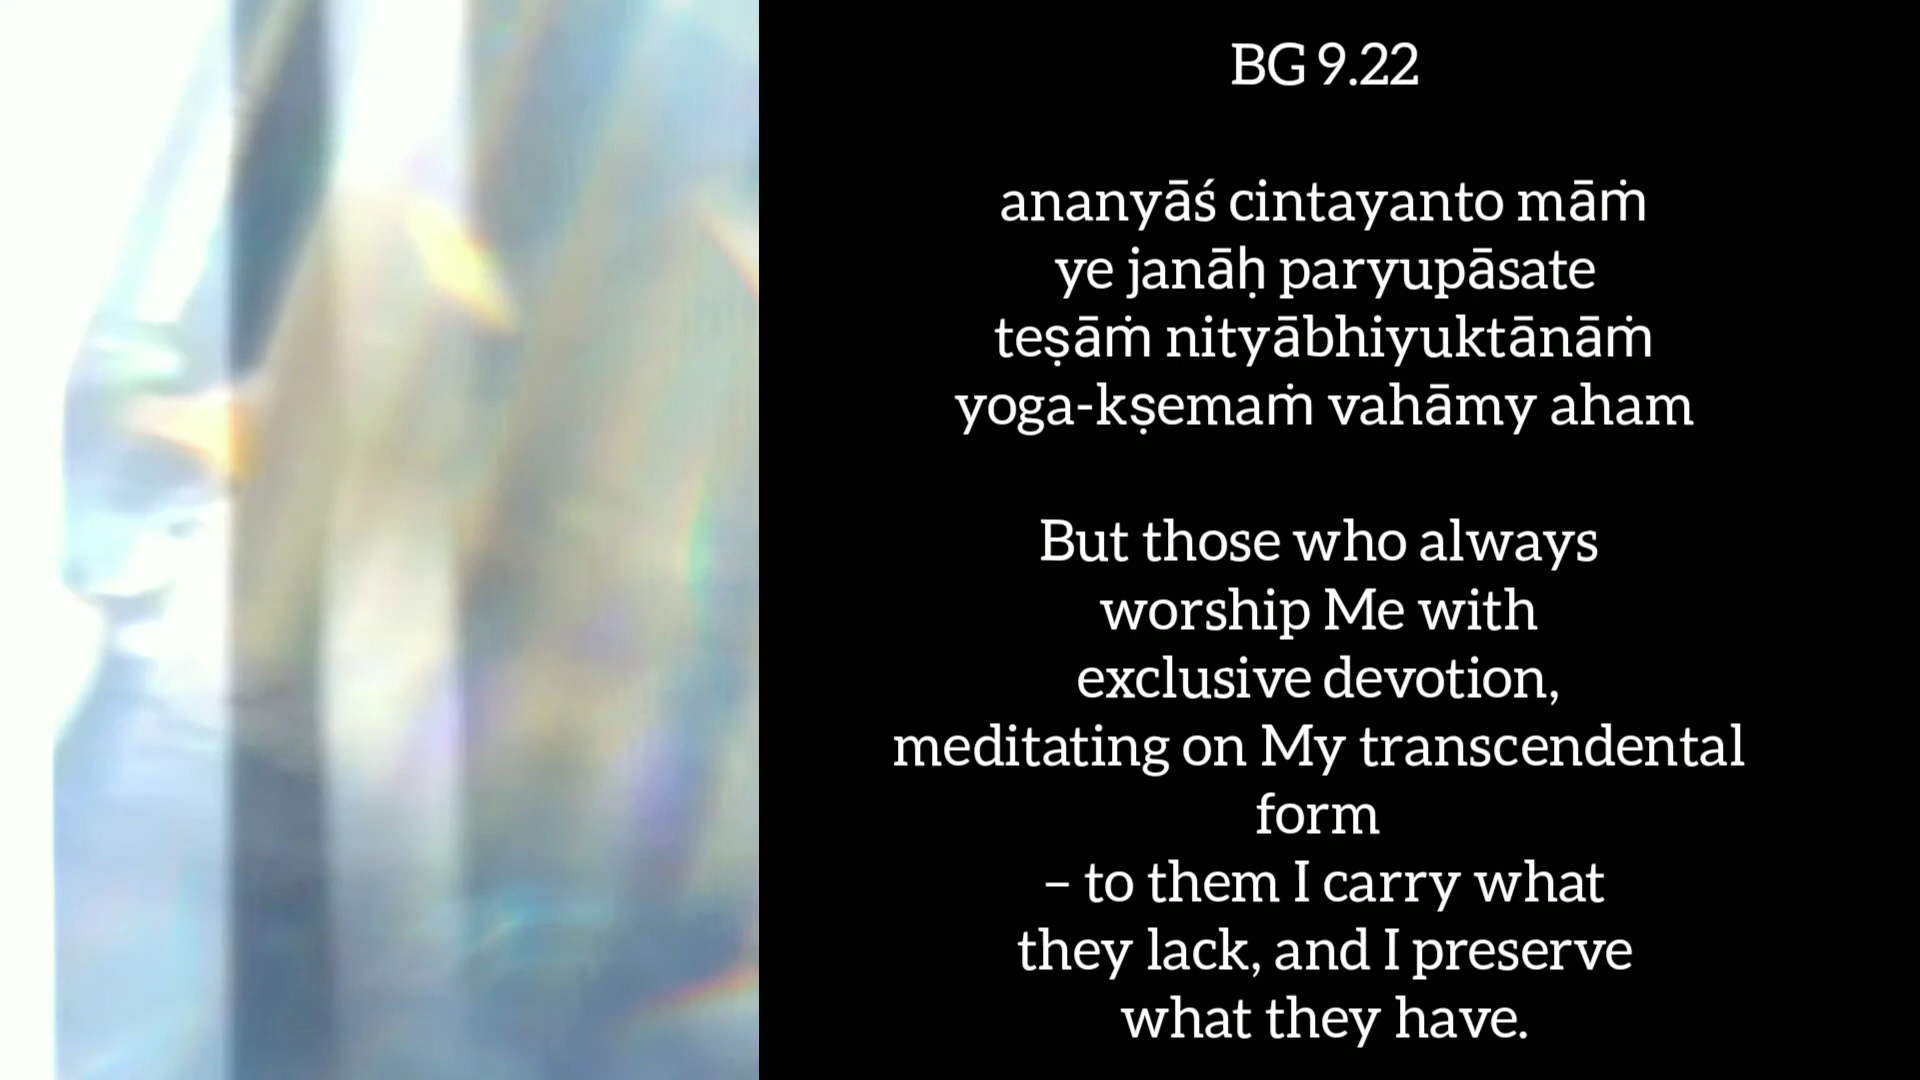 BG 9.22
ananyāś cintayanto māṁ
ye janāḥ paryupāsate
teṣāṁ nityābhiyuktānāṁ
yoga-kṣemaṁ vahāmy aham
But those who always
worship Me with
exclusive devotion,
meditating on My transcendental
form
– to them I carry what
they lack, and I preserve
what they have.